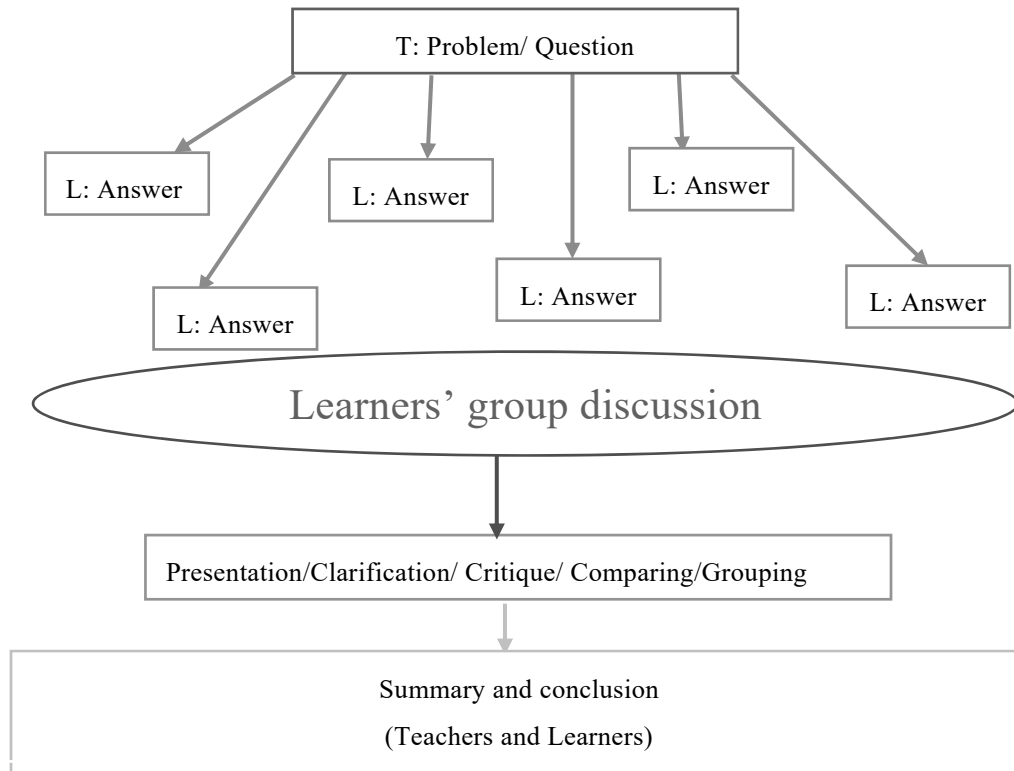 T: Problem/ Question
L: Answer
L: Answer
L: Answer
L: Answer
L: Answer
L: Answer
Learners’ group discussion
Presentation/Clarification/ Critique/ Comparing/Grouping
Summary and conclusion
(Teachers and Learners)